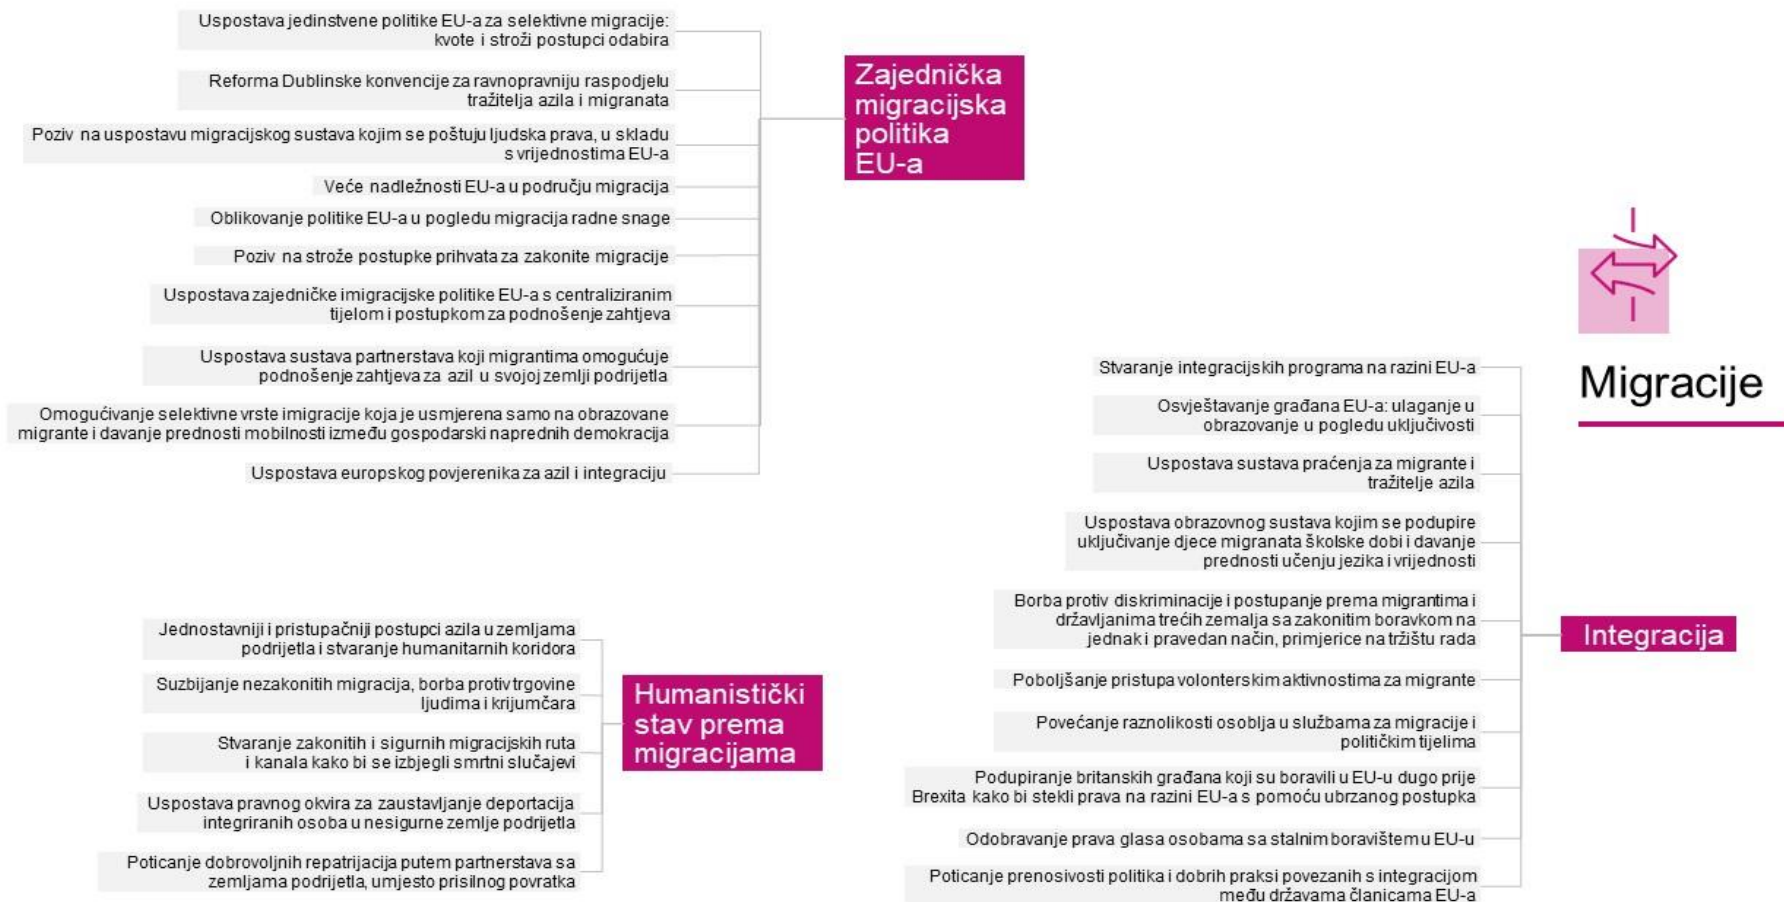 Uspostava jedinstvene politike EU-a za selektivne migracije:
kvote i stroži postupci odabira
Reforma Dublinske konvencije za ravnopravniju raspodjelu
tražitelja azila i migranata
Poziv na uspostavu migracijskog sustava kojim se poštuju ljudska prava, u skladu
s vrijednostima EU-a
Veće nadležnosti EU-a u području migracija
Oblikovanje politike EU-a u pogledu migracija radne snage
Poziv na strože postupke prihvata za zakonite migracije
Uspostava zajedničke imigracijske politike EU-a s centraliziranim
tijelom i postupkom za podnošenje zahtjeva
Uspostava sustava partnerstava koji migrantima omogućuje
podnošenje zahtjeva za azil u svojoj zemlji podrijetla
Omogućivanje selektivne vrste imigracije koja je usmjerena samo na obrazovane
migrante i davanje prednosti mobilnosti između gospodarski naprednih demokracija
Uspostava europskog povjerenika za azil i integraciju
Zajednička
migracijska
politika
EU-a
Jednostavniji i pristupačniji postupci azila u zemljama
podrijetla i stvaranje humanitarnih koridora
Suzbijanje nezakonitih migracija, borba protiv trgovine
ljudima i krijumčara
Stvaranje zakonitih i sigurnih migracijskih ruta
i kanala kako bi se izbjegli smrtni slučajevi
Uspostava pravnog okvira za zaustavljanje deportacija
integriranih osoba u nesigurne zemlje podrijetla
Poticanje dobrovoljnih repatrijacija putem partnerstava sa
zemljama podrijetla, umjesto prisilnog povratka
Humanistički
stav prema
migracijama
Migracije
Stvaranje integracijskih programa na razini EU-a
Osvještavanje građana EU-a: ulaganje u
obrazovanje u pogledu uključivosti
Uspostava sustava praćenja za migrante i
tražitelje azila
Uspostava obrazovnog sustava kojim se podupire
uključivanje djece migranata školske dobi i davanje
prednosti učenju jezika i vrijednosti
Borba protiv diskriminacije i postupanje prema migrantima i
državljanima trećih zemalja sa zakonitim boravkom na
jednak i pravedan način, primjerice na tržištu rada
Poboljšanje pristupa volonterskim aktivnostima za migrante
Povećanje raznolikosti osoblja u službama za migracije i
političkim tijelima
Podupiranje britanskih građana koji su boravili u EU-u dugo prije
Brexita kako bi stekli prava na razini EU-a s pomoću ubrzanog postupka
Odobravanje prava glasa osobama sa stalnim boravištem u EU-u
Poticanje prenosivosti politika i dobrih praksi povezanih s integracijom
među državama članicama EU-a
Integracija